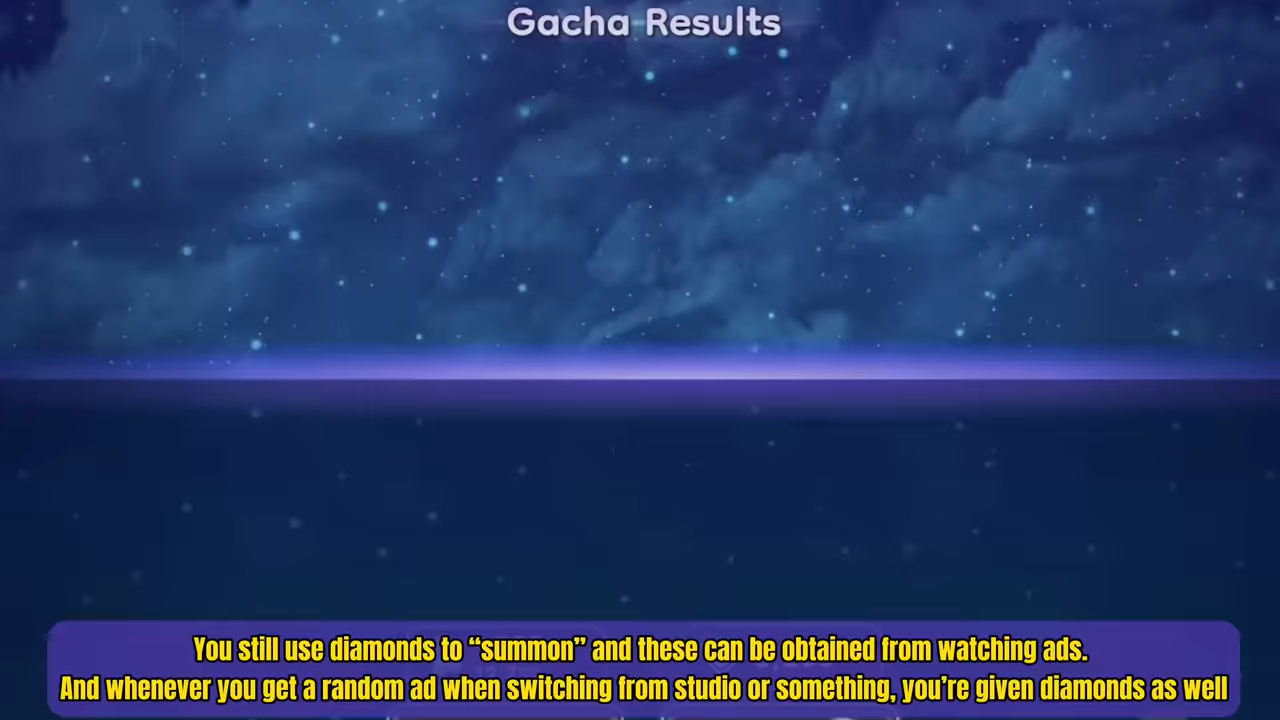 Gacha Results
You still use diamonds to “summon” and these can be obtained from watching ads.
And whenever you get a random ad when switching from studio or something, you’re given diamonds as well